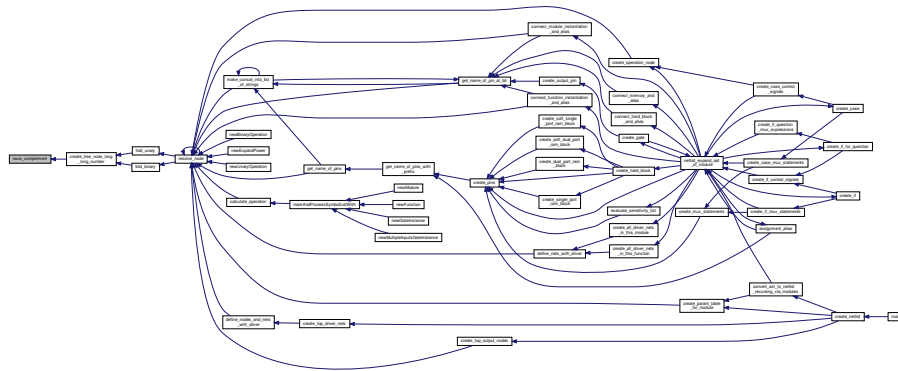 twos_complement
create_tree_node_long
_long_number
fold_unary
fold_binary
resolve_node
make_concat_into_list
_of_strings
newBinaryOperation
newExpandPower
newUnaryOperation
calculate_operation
define_nodes_and_nets
_with_driver
get_name_of_pins
markAndProcessSymbolListWith
create_top_driver_nets
get_name_of_pins_with
_prefix
newModule
newFunction
newGateInstance
newMultipleInputsGateInstance
get_name_of_pin_at_bit
create_pins
create_top_output_nodes
connect_module_instantiation
_and_alias
create_output_pin
connect_function_instantiation
_and_alias
create_soft_single
_port_ram_block
create_soft_dual_port
_ram_block
create_dual_port_ram
_block
create_single_port
_ram_block
define_nets_with_driver
create_operation_node
connect_memory_and
_alias
connect_hard_block
_and_alias
create_gate
create_hard_block
evaluate_sensitivity_list
create_all_driver_nets
_in_this_module
create_all_driver_nets
_in_this_function
netlist_expand_ast
_of_module
create_mux_statements
create_param_table
_for_module
create_case_control
_signals
create_if_question
_mux_expressions
create_case_mux_statements
create_if_control_signals
create_if_mux_statements
assignment_alias
convert_ast_to_netlist
_recursing_via_modules
create_case
create_if_for_question
create_if
create_netlist